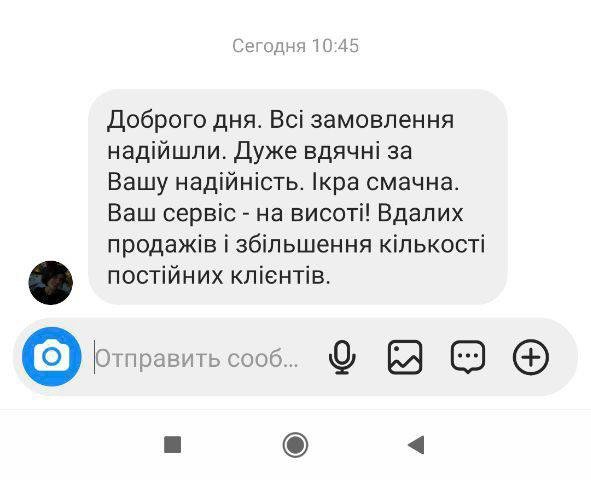 Сегодня 10:45
Доброго дня. Всі замовлення
надійшли. Дуже вдячні за
Вашу надійність. Ікра смачна.
Ваш сервіс - на висоті! Вдалих
продажів і збільшення кількості
постійних клієнтів.
Отправить сооб...